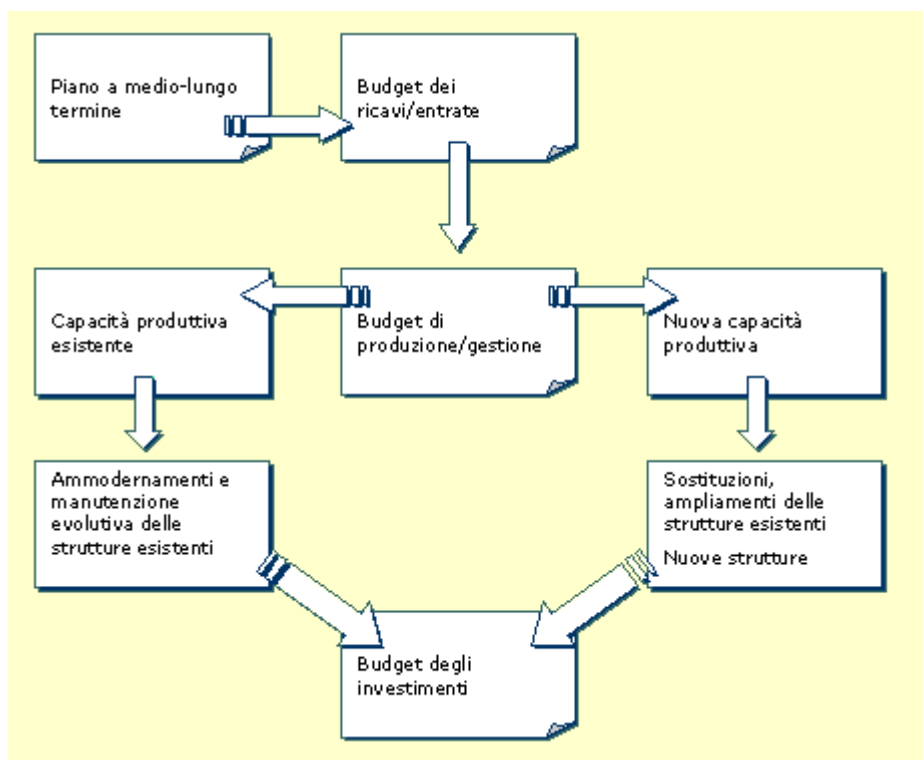 Piano a medio-lungo
termine
Budget dei
ricavi/entrate
Capacità produttiva
esistente
Budget di
produzione/gestione
Nuova capacità
produttiva
Ammodernamenti e
manutenzione
evolutiva delle
strutture esistenti
Sostituzioni,
ampliamenti delle
strutture esistenti
Nuove strutture
Budget degli
investimenti